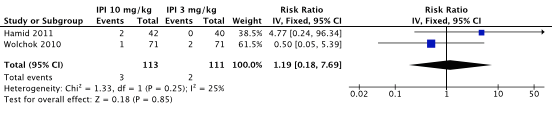 IPI 10 mg/kg IPI 3 mg/kg Risk Ratio Risk Ratio
Study or Subgroup Events Total Events Total Weight IV, Fixed, 95% CI IV, Fixed, 95% CI
Hamid 2011 2 42 0 40 38.5% 4.77 [0.24, 96.34]
Wolchok 2010 1 71 2 71 61.5% 0.50 [0.05, 5.39]
Total (95% CI) 113 111 100.0% 1.19 [0.18, 7.69]
Total events 3 2
Heterogeneity: Chi² = 1.33, df = 1 (P = 0.25); I² = 25%
Test for overall effect: Z = 0.18 (P = 0.85)
0.02 0.1 1 10 50